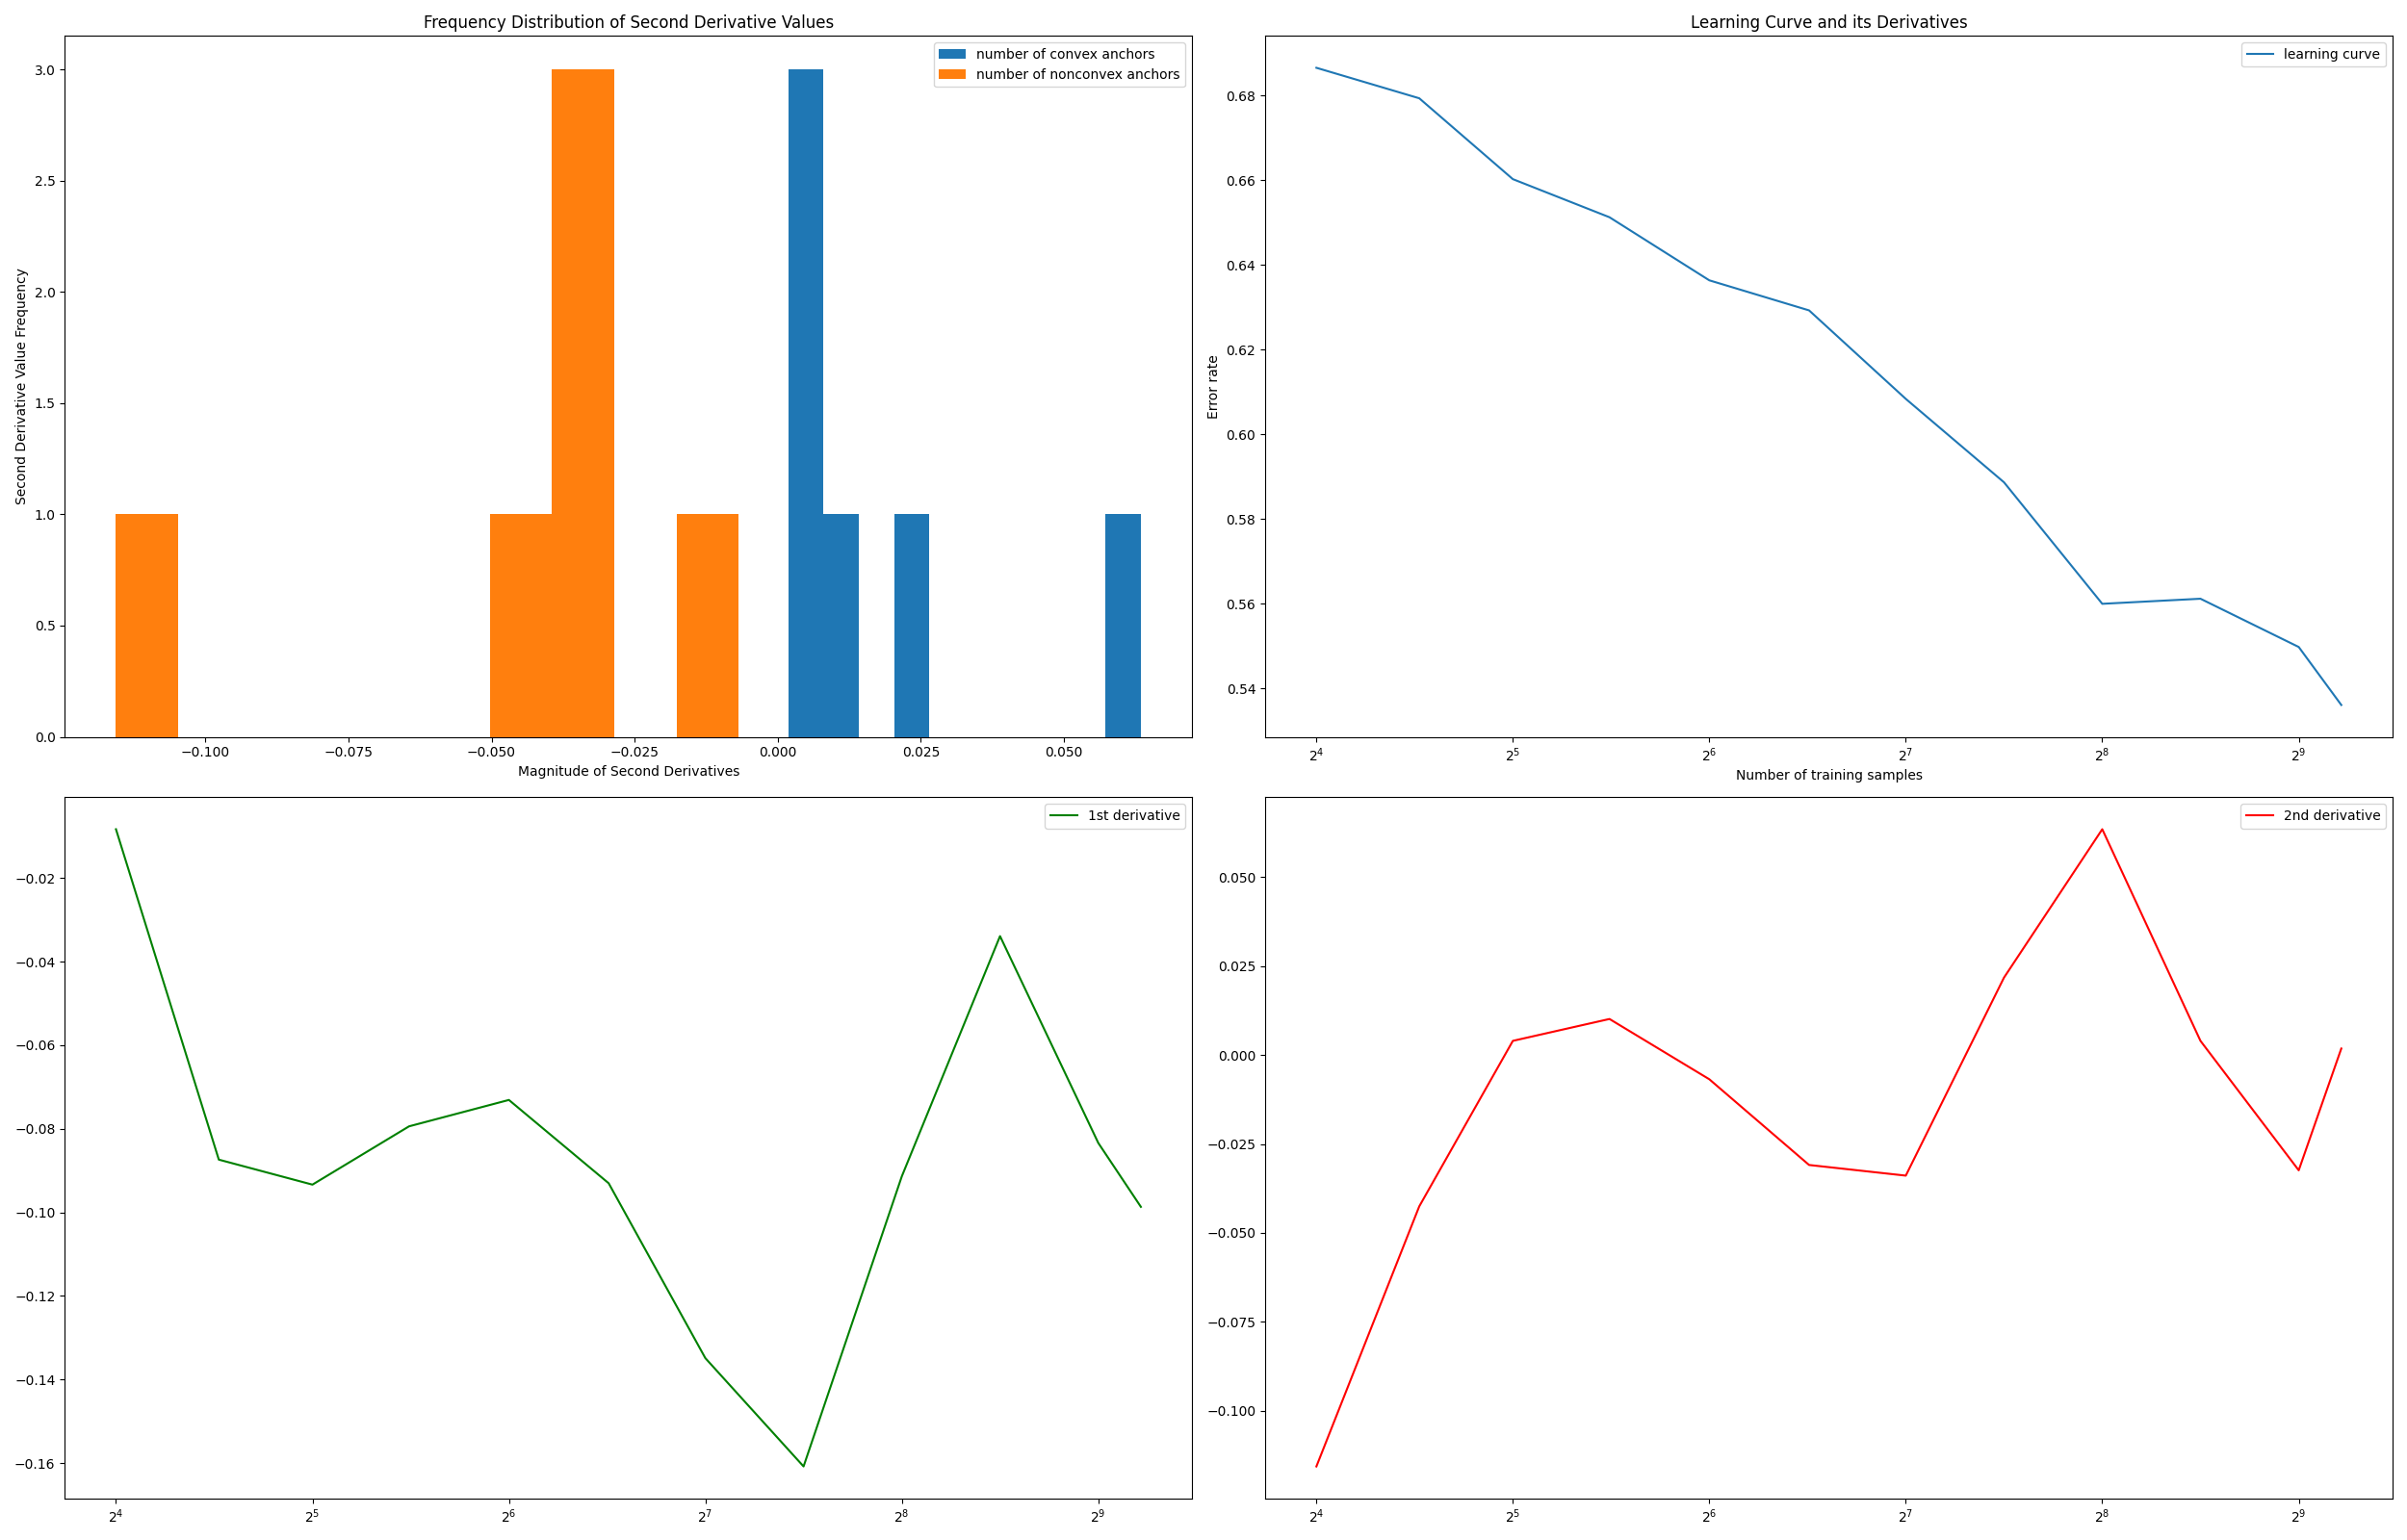 Frequency Distribution of Second Derivative Values
number of convex anchors
number of nonconvex anchors
Second Derivative Value Frequency
3.0
2.5
2.0
1.5
1.0
0.5
0.0
−0.100 −0.075 −0.050 −0.025 0.000 0.025 0.050
Magnitude of Second Derivatives
Learning Curve and its Derivatives
learning curve
Error rate
0.68
0.66
0.64
0.62
0.60
0.58
0.56
0.54
2⁴ 2⁵ 2⁶ 2⁷ 2⁸ 2⁹
Number of training samples
1st derivative
−0.02
−0.04
−0.06
−0.08
−0.10
−0.12
−0.14
−0.16
2⁴ 2⁵ 2⁶ 2⁷ 2⁸ 2⁹
2nd derivative
0.050
0.025
0.000
−0.025
−0.050
−0.075
−0.100
2⁴ 2⁵ 2⁶ 2⁷ 2⁸ 2⁹